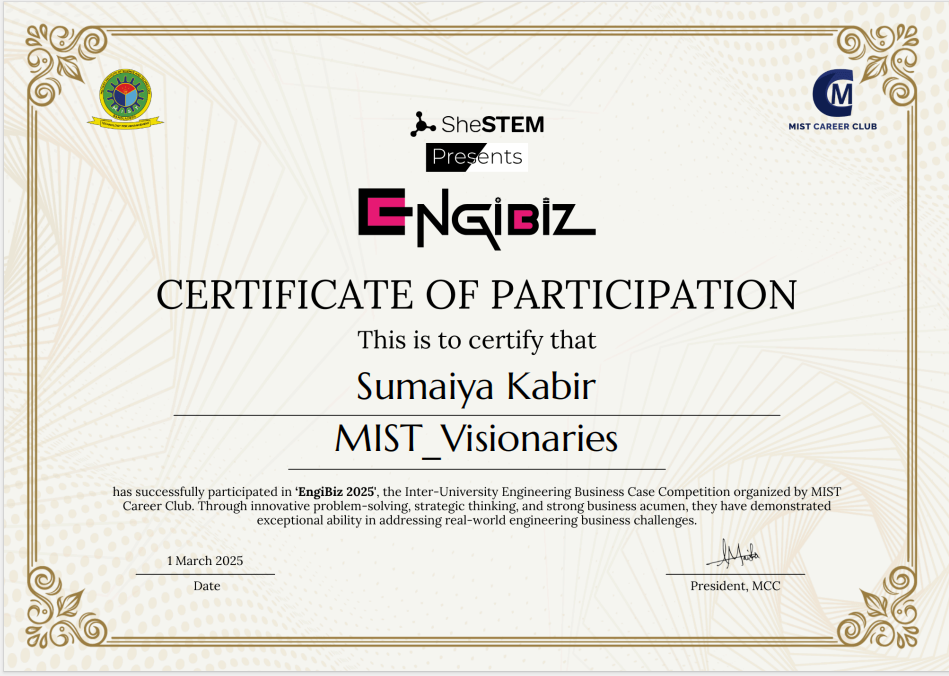 SheSTEM
Presents
ENGiBiZ
MIST CAREER CLUB
CERTIFICATE OF PARTICIPATION
This is to certify that
Sumaiya Kabir
MIST_Visionaries
has successfully participated in ‘EngiBiz 2025’, the Inter-University Engineering Business Case Competition organized by MIST
Career Club. Through innovative problem-solving, strategic thinking, and strong business acumen, they have demonstrated
exceptional ability in addressing real-world engineering business challenges.
1 March 2025
Date
President, MCC